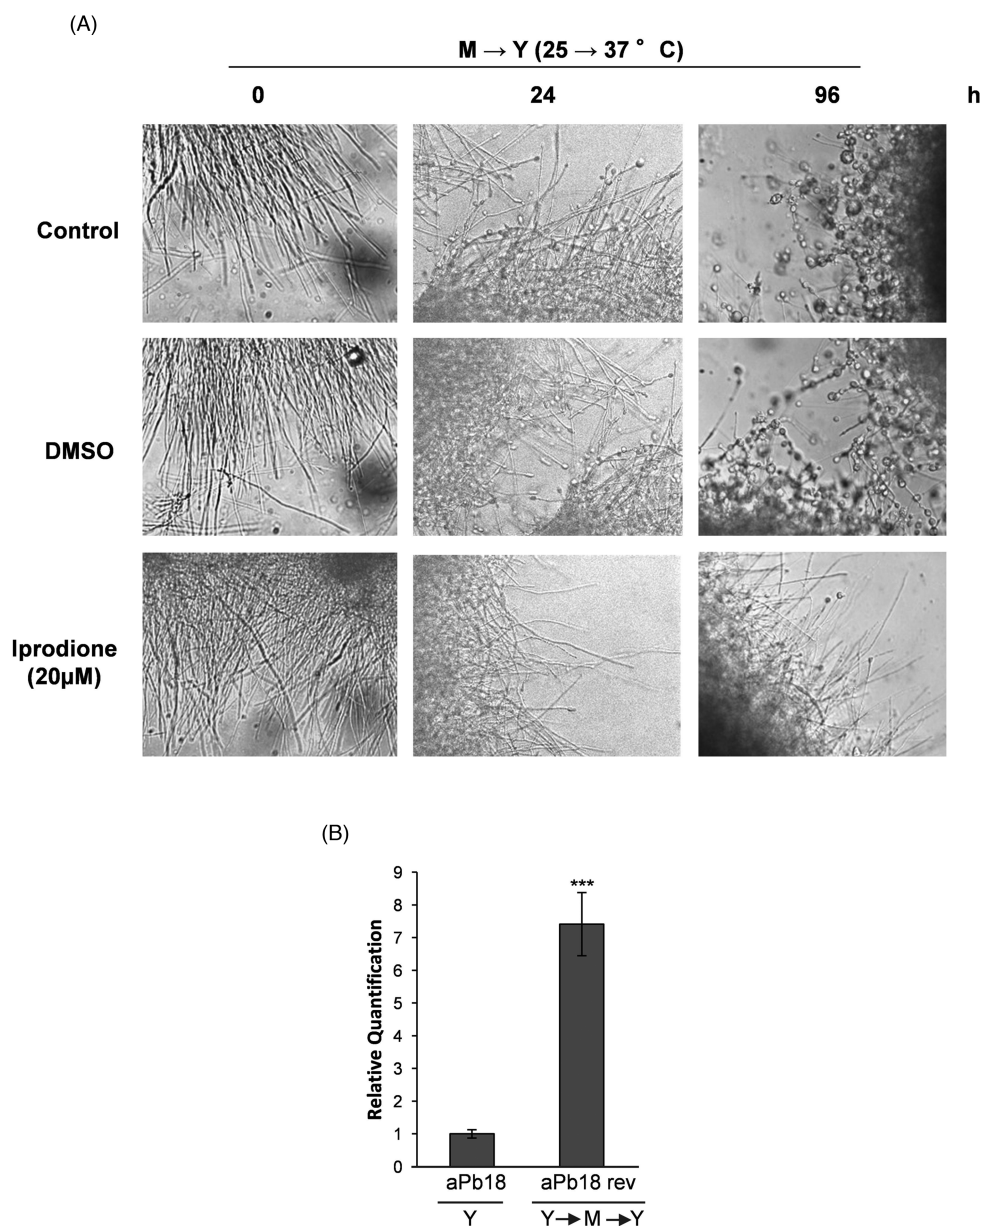 (A)
M → Y (25 → 37 ° C)
0 24 96 h
Control
DMSO
Iprodione
(20µM)
(B)
Relative Quantification
9
8
7
6
5
4
3
2
1
0
***
aPb18 aPb18 rev
Y Y→M→Y